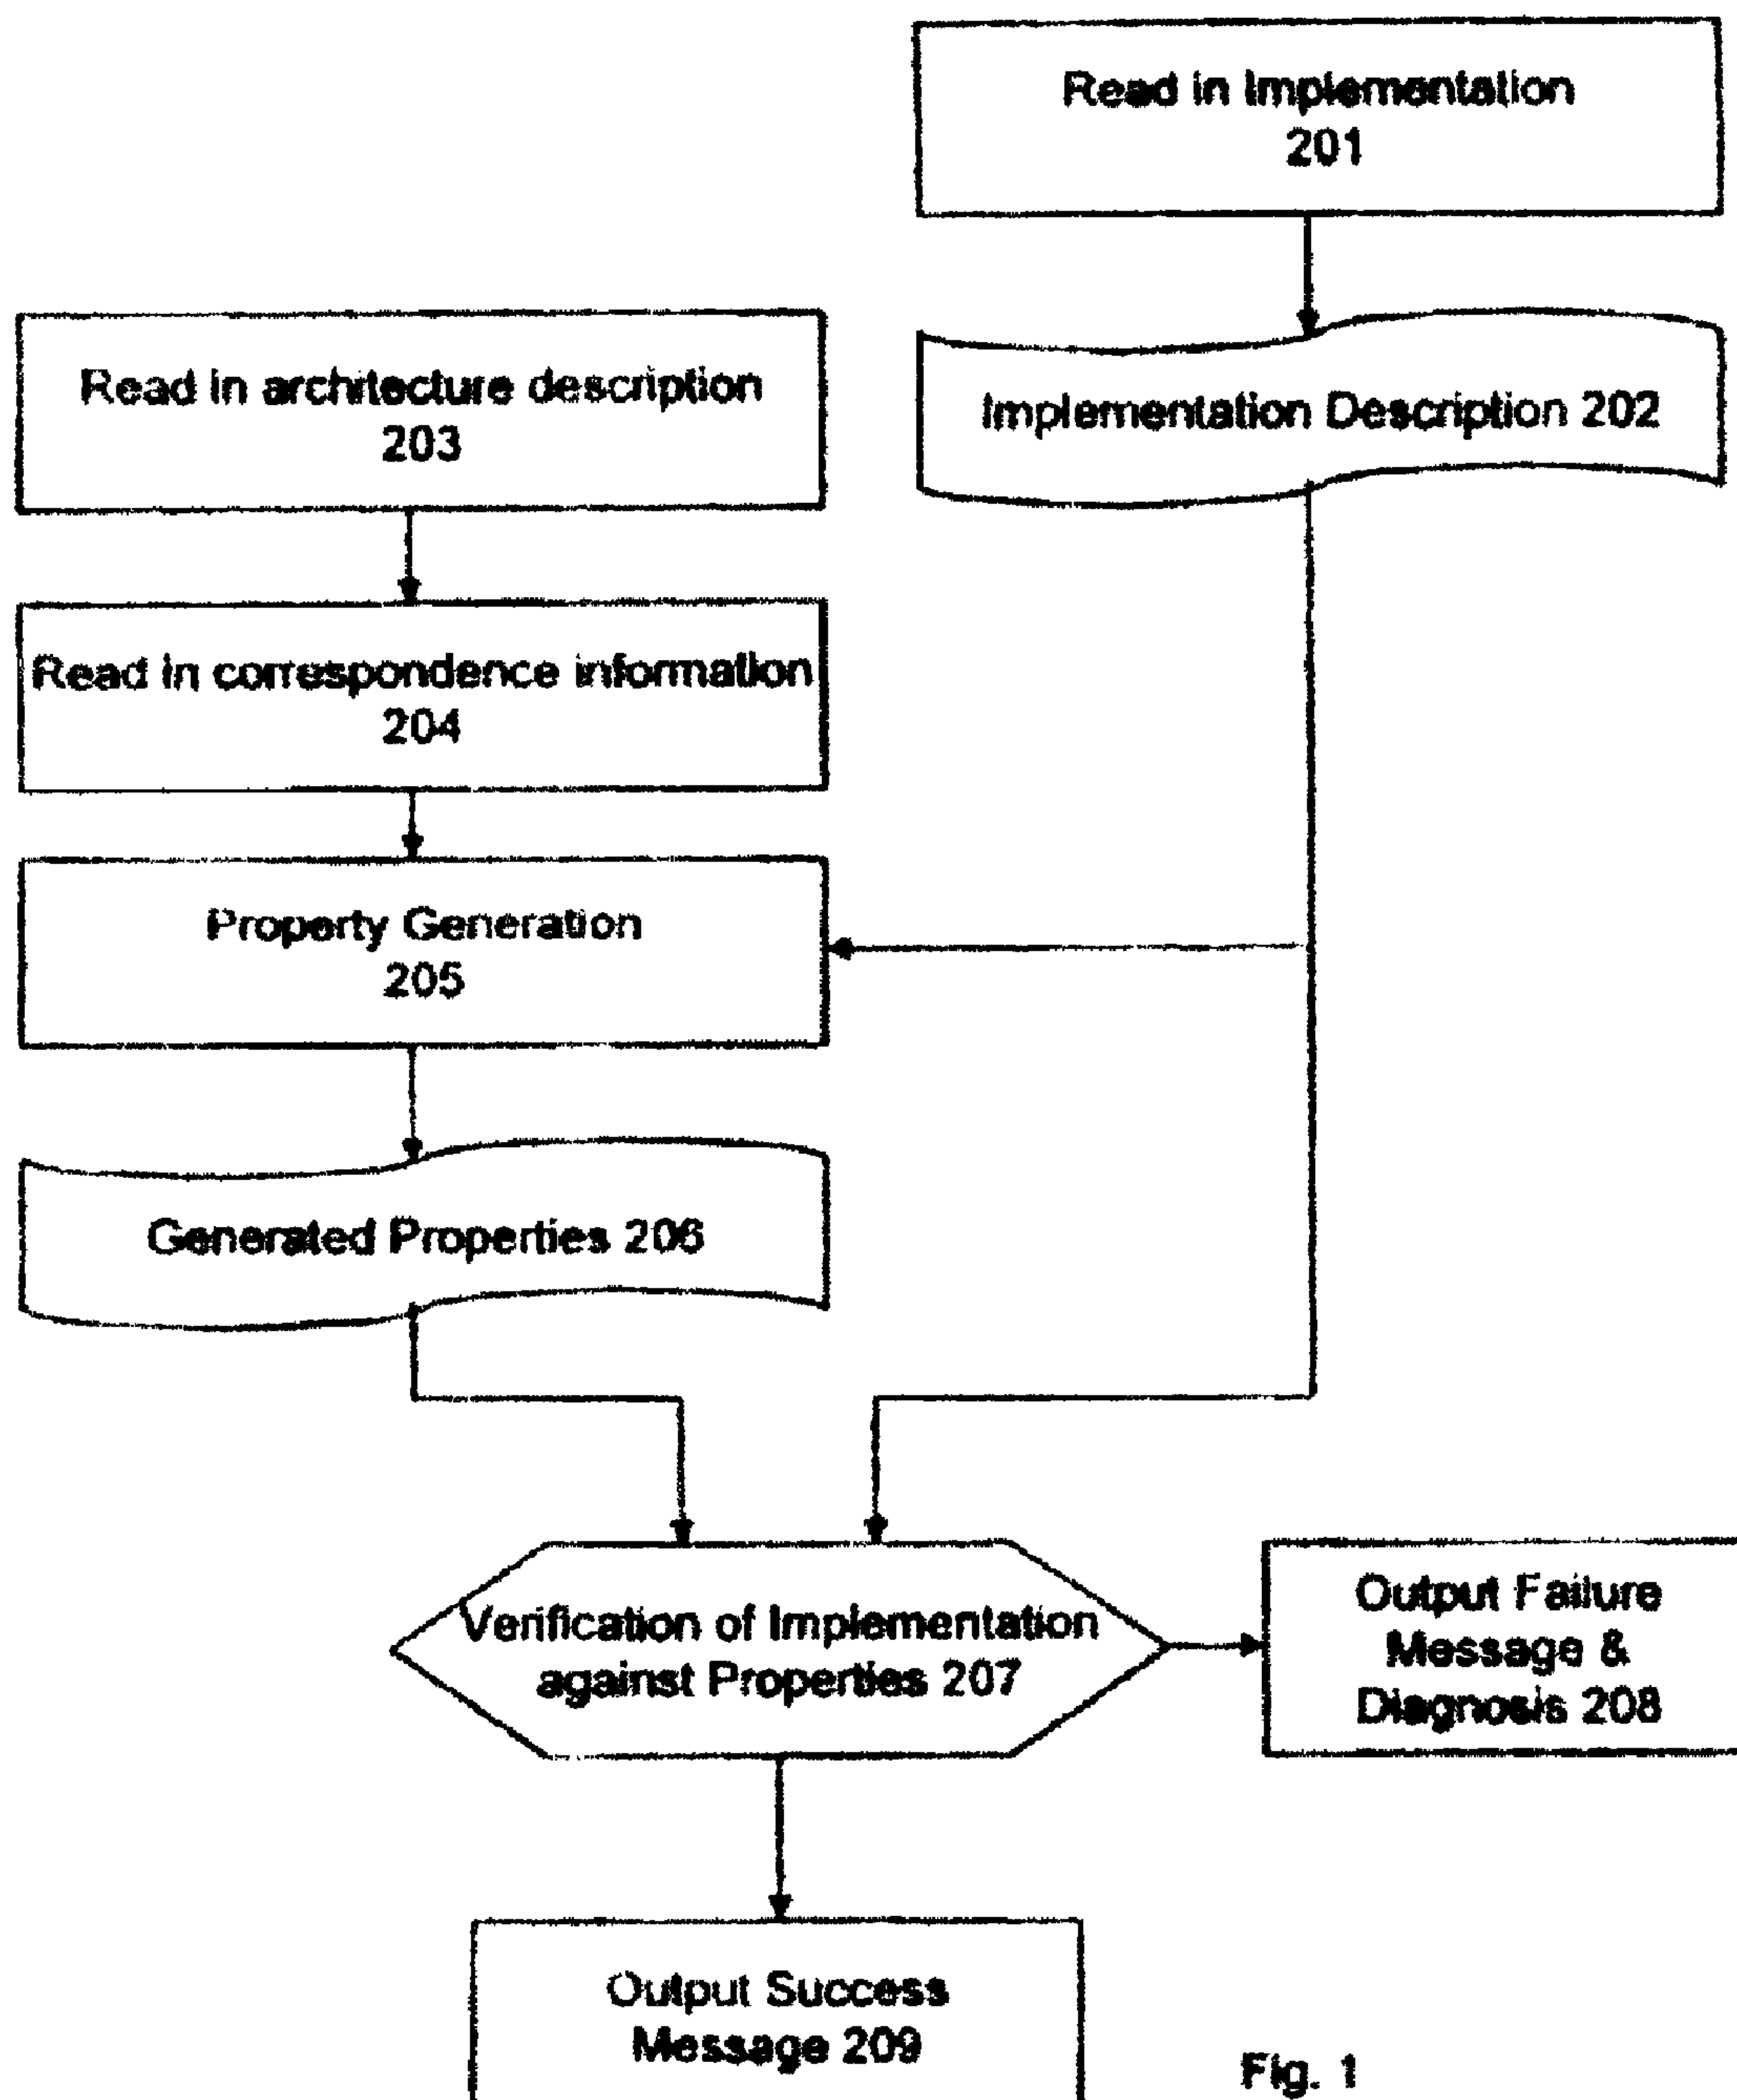 Read in Implementation
201
Implementation Description 202
Read in architecture description
203
Read in correspondence information
204
Property Generation
205
Generated Properties 206
Verification of Implementation
against Properties 207
Output Failure
Message &
Diagnosis 208
Output Success
Message 209
Fig. 1